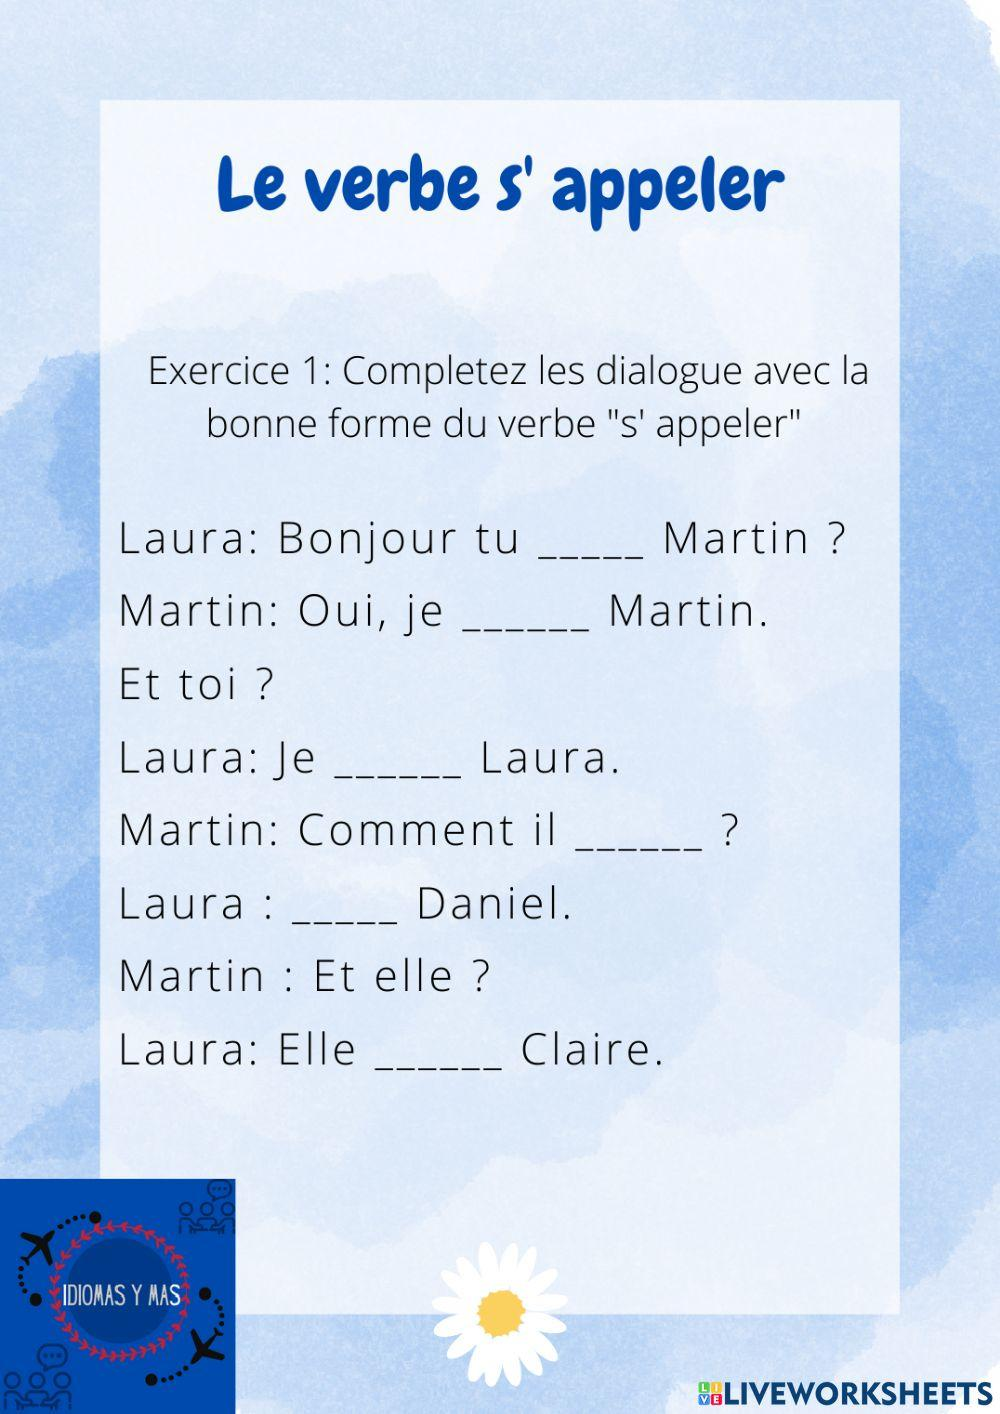 Le verbe s' appeler
Exercice 1: Completez les dialogue avec la
bonne forme du verbe "s' appeler"
Laura: Bonjour tu _____ Martin ?
Martin: Oui, je ______ Martin.
Et toi ?
Laura: Je ______ Laura.
Martin: Comment il ______ ?
Laura : _____ Daniel.
Martin : Et elle ?
Laura: Elle ______ Claire.
IDIOMAS Y MAS
LIVE LIVEWORKSHEETS